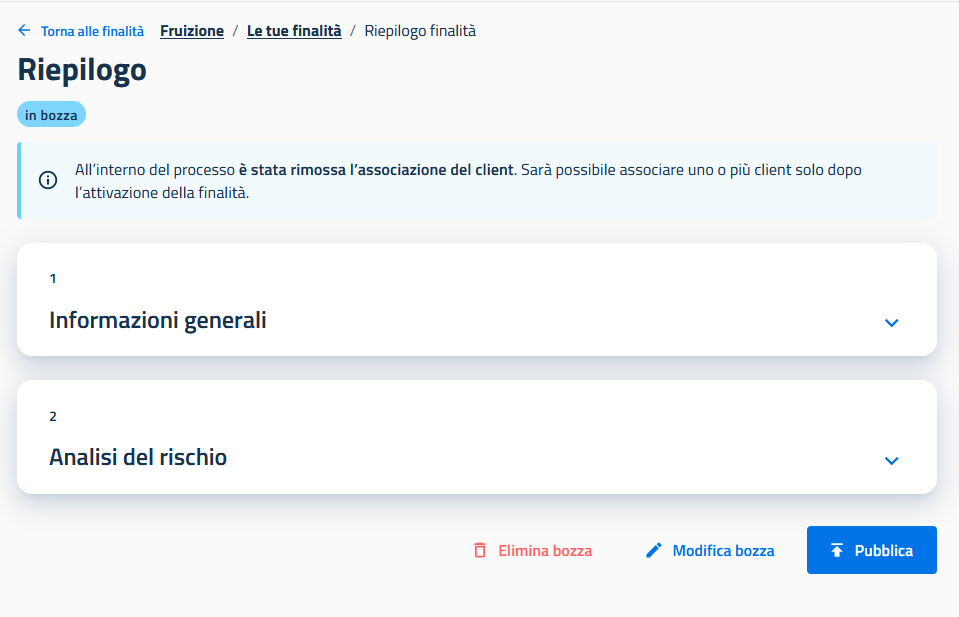 Torna alle finalità Fruizione / Le tue finalità / Riepilogo finalità
Riepilogo
in bozza
All’interno del processo è stata rimossa l’associazione del client. Sarà possibile associare uno o più client solo dopo
l’attivazione della finalità.
1
Informazioni generali
2
Analisi del rischio
Elimina bozza Modifica bozza Pubblica